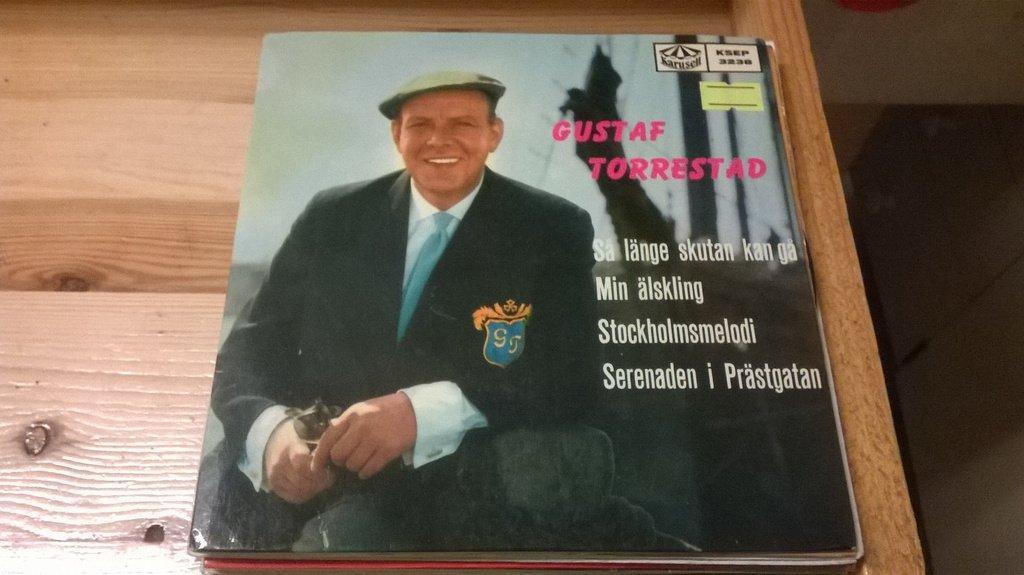 Karusell
KSEP
3238
GUSTAF
TORRESTAD
Så länge skutan kan gå
Min älskling
Stockholmsmelodi
Serenaden i Prästgatan
GT